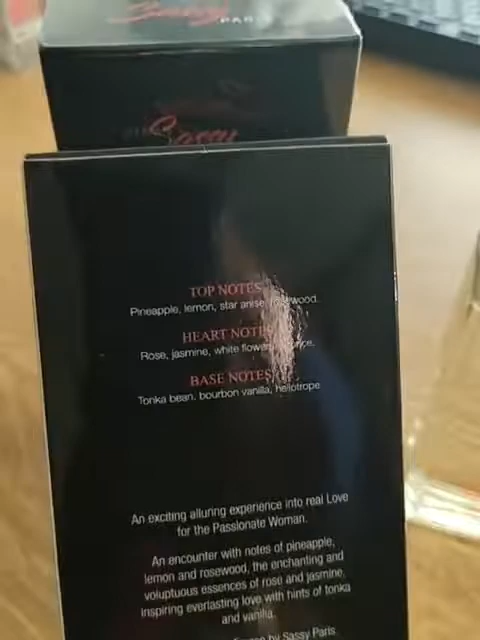 Sassy PARIS
Sassy
TOP NOTES
Pineapple, lemon, star anise, rosewood.
HEART NOTES
Rose, jasmine, white flower,
BASE NOTES
Tonka bean, bourbon vanilla, heliotrope
An exciting alluring experience into real Love
for the Passionate Woman.
An encounter with notes of pineapple,
lemon and rosewood, the enchanting and
voluptuous essences of rose and jasmine,
inspiring everlasting love with hints of tonka
and vanilla.
by Sassy Paris